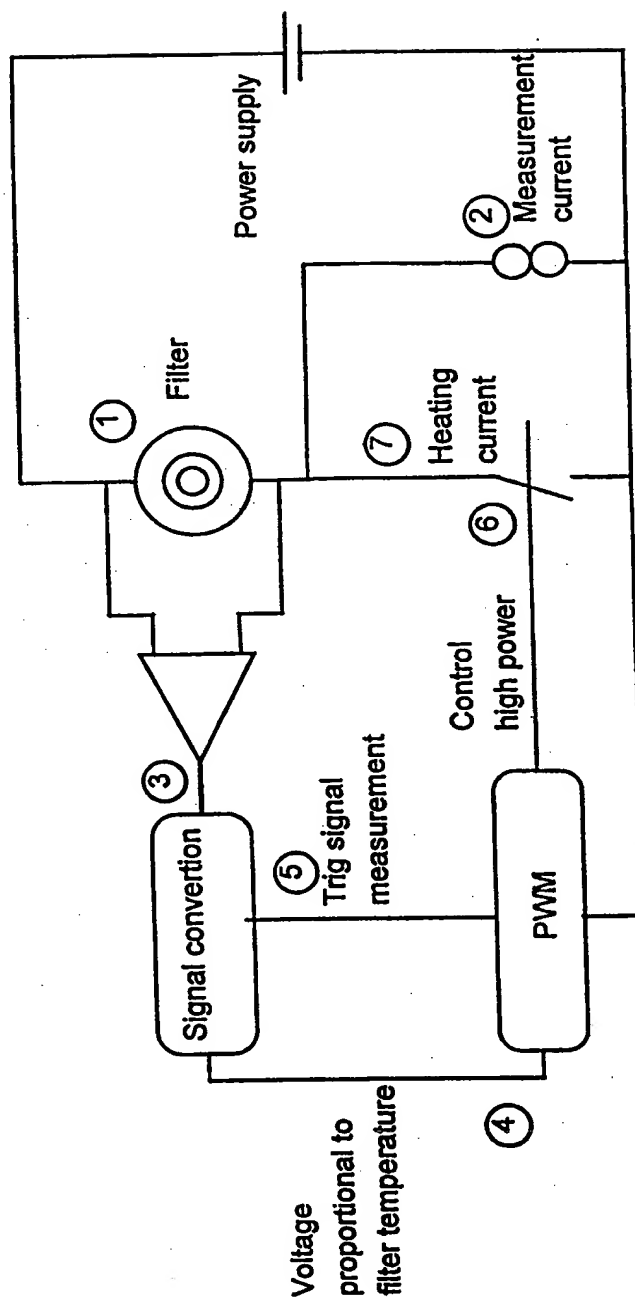 Power supply
①
Filter
②
Measurement
current
⑦
Heating
current
⑥
Control
high power
③
Signal convertion
⑤
Trig signal
measurement
PWM
④
Voltage
proportional to
filter temperature